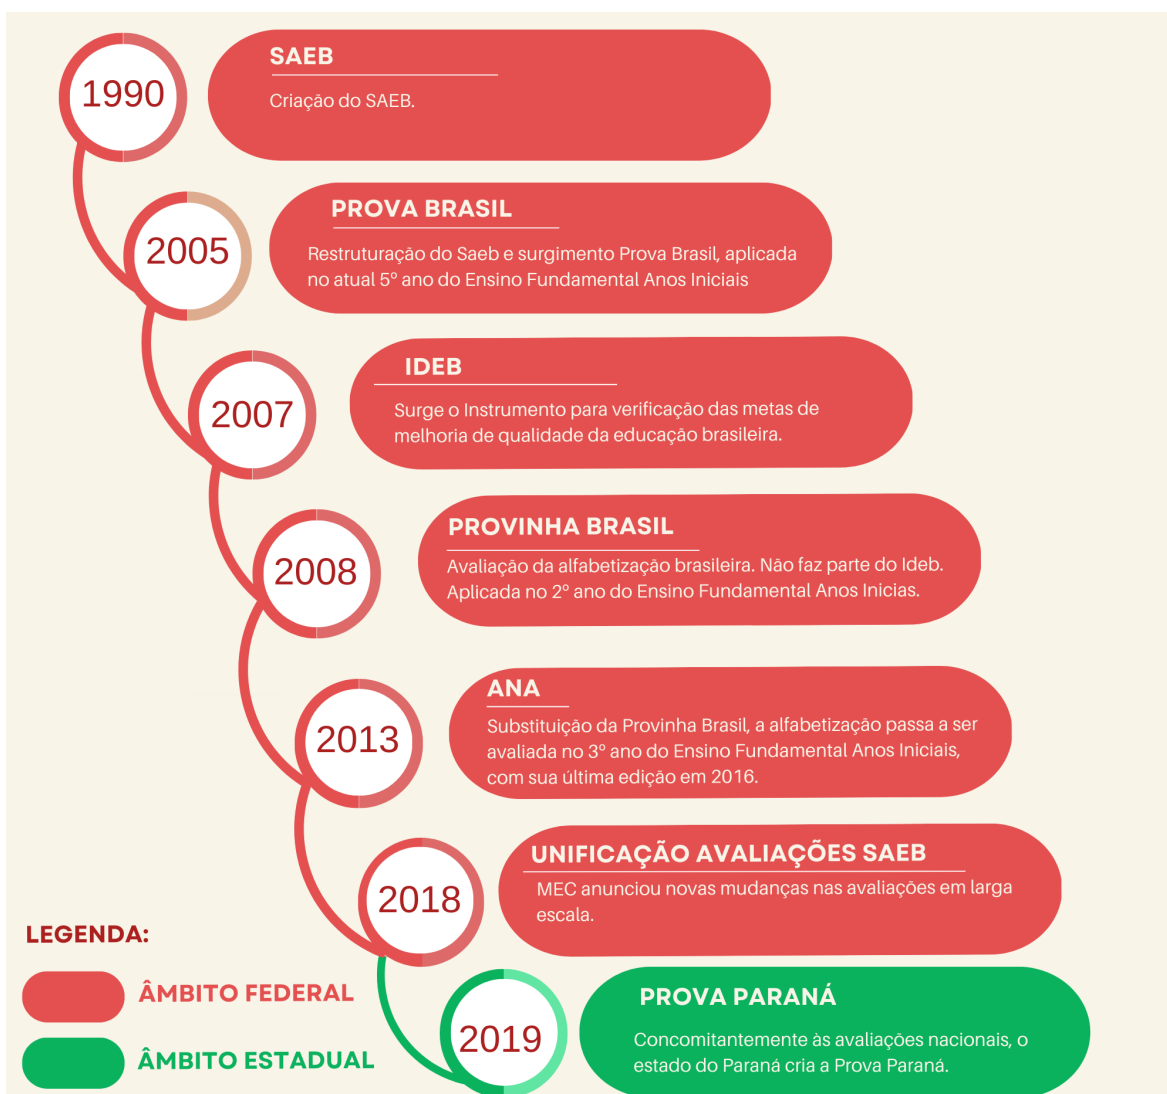 1990
SAEB
Criação do SAEB.
2005
PROVA BRASIL
Restruturação do Saeb e surgimento Prova Brasil, aplicada
no atual 5º ano do Ensino Fundamental Anos Iniciais
2007
IDEB
Surge o Instrumento para verificação das metas de
melhoria de qualidade da educação brasileira.
2008
PROVINHA BRASIL
Avaliação da alfabetização brasileira. Não faz parte do Ideb.
Aplicada no 2º ano do Ensino Fundamental Anos Inicias.
2013
ANA
Substituição da Provinha Brasil, a alfabetização passa a ser
avaliada no 3º ano do Ensino Fundamental Anos Iniciais,
com sua última edição em 2016.
2018
UNIFICAÇÃO AVALIAÇÕES SAEB
MEC anunciou novas mudanças nas avaliações em larga
escala.
2019
PROVA PARANÁ
Concomitantemente às avaliações nacionais, o
estado do Paraná cria a Prova Paraná.
LEGENDA:
ÂMBITO FEDERAL
ÂMBITO ESTADUAL